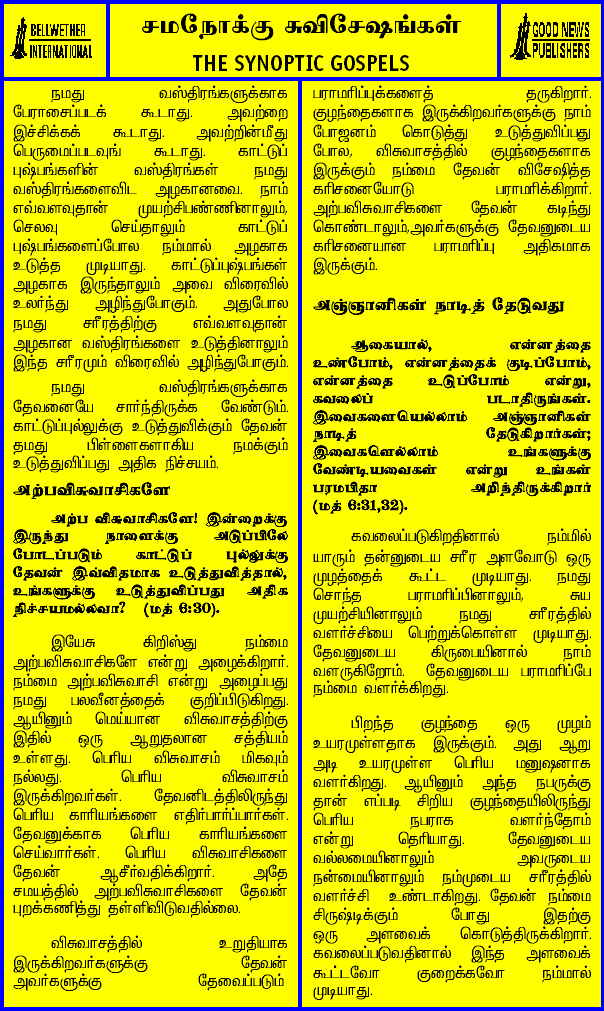 BELLWETHER
INTERNATIONAL
சமநோக்கு சுவிசேஷங்கள்
THE SYNOPTIC GOSPELS
GOOD NEWS
PUBLISHERS
நமது வஸ்திரங்களுக்காக
பேராசைப்படக் கூடாது. அவற்றை
இச்சிக்கக் கூடாது. அவற்றின்மீது
பெருமைப்படவுங் கூடாது. காட்டுப்
புஷ்பங்களின் வஸ்திரங்கள் நமது
வஸ்திரங்களைவிட அழகானவை. நாம்
எவ்வளவுதான் முயற்சிபண்ணினாலும்,
செலவு செய்தாலும் காட்டுப்
புஷ்பங்களைப்போல நம்மால் அழகாக
உடுத்த முடியாது. காட்டுப்புஷ்பங்கள்
அழகாக இருந்தாலும் அவை விரைவில்
உலர்ந்து அழிந்துபோகும். அதுபோல
நமது சரீரத்திற்கு எவ்வளவுதான்
அழகான வஸ்திரங்களை உடுத்தினாலும்
இந்த சரீரமும் விரைவில் அழிந்துபோகும்.
நமது வஸ்திரங்களுக்காக
தேவனையே சார்ந்திருக்க வேண்டும்.
காட்டுப்புல்லுக்கு உடுத்துவிக்கும் தேவன்
தமது பிள்ளைகளாகிய நமக்கும்
உடுத்துவிப்பது அதிக நிச்சயம்.
அற்பவிசுவாசிகளே
அற்ப விசுவாசிகளே! இன்றைக்கு
இருந்து நாளைக்கு அடுப்பிலே
போடப்படும் காட்டுப் புல்லுக்கு
தேவன் இவ்விதமாக உடுத்துவித்தால்,
உங்களுக்கு உடுத்துவிப்பது அதிக
நிச்சயமல்லவா? (மத் 6:30).
இயேசு கிறிஸ்து நம்மை
அற்பவிசுவாசிகளே என்று அழைக்கிறார்.
நம்மை அற்பவிசுவாசி என்று அழைப்பது
நமது பலவீனத்தைக் குறிப்பிடுகிறது.
ஆயினும் மெய்யான விசுவாசத்திற்கு
இதில் ஒரு ஆறுதலான சத்தியம்
உள்ளது. பெரிய விசுவாசம் மிகவும்
நல்லது. பெரிய விசுவாசம்
இருக்கிறவர்கள். தேவனிடத்திலிருந்து
பெரிய காரியங்களை எதிர்பார்ப்பார்கள்.
தேவனுக்காக பெரிய காரியங்களை
செய்வார்கள். பெரிய விசுவாசிகளை
தேவன் ஆசீர்வதிக்கிறார். அதே
சமயத்தில் அற்பவிசுவாசிகளை தேவன்
புறக்கணித்து தள்ளிவிடுவதில்லை.
விசுவாசத்தில் உறுதியாக
இருக்கிறவர்களுக்கு தேவன்
அவர்களுக்கு தேவைப்படும்
பராமரிப்புக்களைத் தருகிறார்.
குழந்தைகளாக இருக்கிறவர்களுக்கு நாம்
போஜனம் கொடுத்து உடுத்துவிப்பது
போல, விசுவாசத்தில் குழந்தைகளாக
இருக்கும் நம்மை தேவன் விசேஷித்த
கரிசனையோடு பராமரிக்கிறார்.
அற்பவிசுவாசிகளை தேவன் கடிந்து
கொண்டாலும்,அவர்களுக்கு தேவனுடைய
கரிசனையான பராமரிப்பு அதிகமாக
இருக்கும்.
அஞ்ஞானிகள் நாடித் தேடுவது
ஆகையால், என்னத்தை
உண்போம், என்னத்தைக் குடிப்போம்,
என்னத்தை உடுப்போம் என்று,
கவலைப் படாதிருங்கள்.
இவைகளையெல்லாம் அஞ்ஞானிகள்
நாடித் தேடுகிறார்கள்;
இவைகளெல்லாம் உங்களுக்கு
வேண்டியவைகள் என்று உங்கள்
பரமபிதா அறிந்திருக்கிறார்
(மத் 6:31,32).
கவலைப்படுகிறதினால் நம்மில்
யாரும் தன்னுடைய சரீர அளவோடு ஒரு
முழத்தைக் கூட்ட முடியாது. நமது
சொந்த பராமரிப்பினாலும், சுய
முயற்சியினாலும் நமது சரீரத்தில்
வளர்ச்சியை பெற்றுக்கொள்ள முடியாது.
தேவனுடைய கிருபையினால் நாம்
வளருகிறோம். தேவனுடைய பராமரிப்பே
நம்மை வளர்க்கிறது.
பிறந்த குழந்தை ஒரு முழம்
உயரமுள்ளதாக இருக்கும். அது ஆறு
அடி உயரமுள்ள பெரிய மனுஷனாக
வளர்கிறது. ஆயினும் அந்த நபருக்கு
தான் எப்படி சிறிய குழந்தையிலிருந்து
பெரிய நபராக வளர்ந்தோம்
என்று தெரியாது. தேவனுடைய
வல்லமையினாலும் அவருடைய
நன்மையினாலும் நம்முடைய சரீரத்தில்
வளர்ச்சி உண்டாகிறது. தேவன் நம்மை
சிருஷ்டிக்கும் போது இதற்கு
ஒரு அளவைக் கொடுத்திருக்கிறார்.
கவலைப்படுவதினால் இந்த அளவைக்
கூட்டவோ குறைக்கவோ நம்மால்
முடியாது.